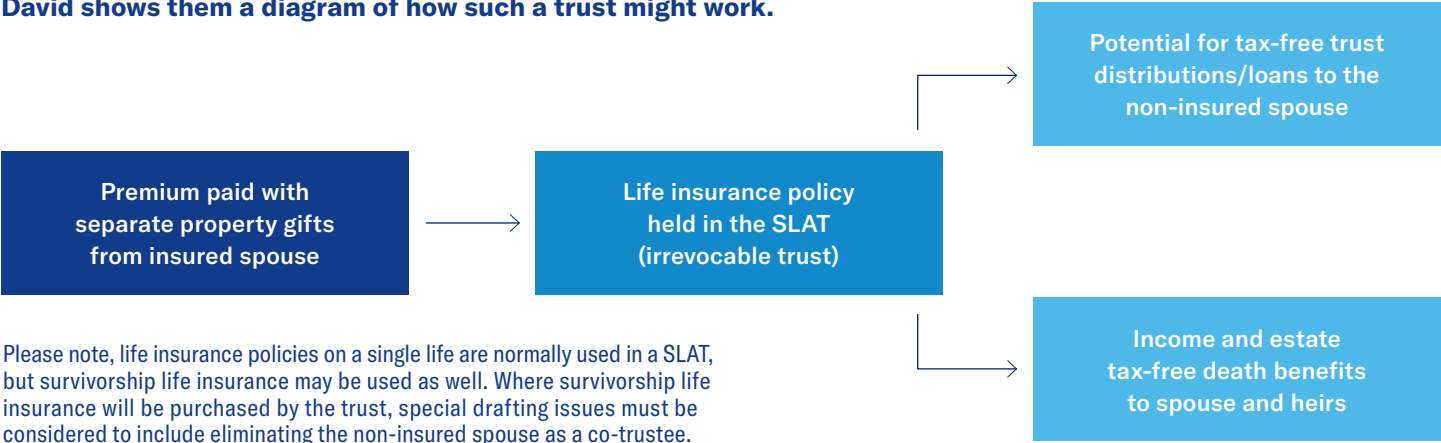 David shows them a diagram of how such a trust might work.
Premium paid with
separate property gifts
from insured spouse
Life insurance policy
held in the SLAT
(irrevocable trust)
Potential for tax-free trust
distributions/loans to the
non-insured spouse
Income and estate
tax-free death benefits
to spouse and heirs
Please note, life insurance policies on a single life are normally used in a SLAT,
but survivorship life insurance may be used as well. Where survivorship life
insurance will be purchased by the trust, special drafting issues must be
considered to include eliminating the non-insured spouse as a co-trustee.